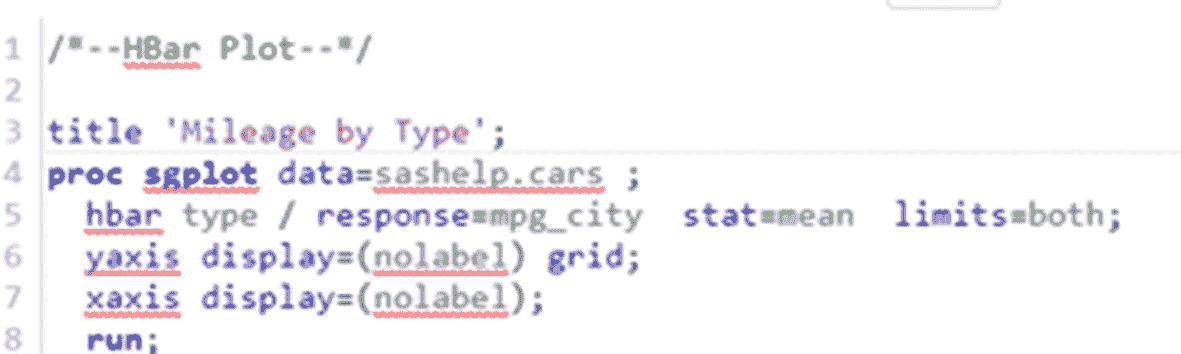 1 /*--HBar Plot--*/
2
3 title 'Mileage by Type';
4 proc sgplot data=sashelp.cars ;
5 hbar type / response=mpg_city stat=mean limits=both;
6 yaxis display=(nolabel) grid;
7 xaxis display=(nolabel);
8 run;